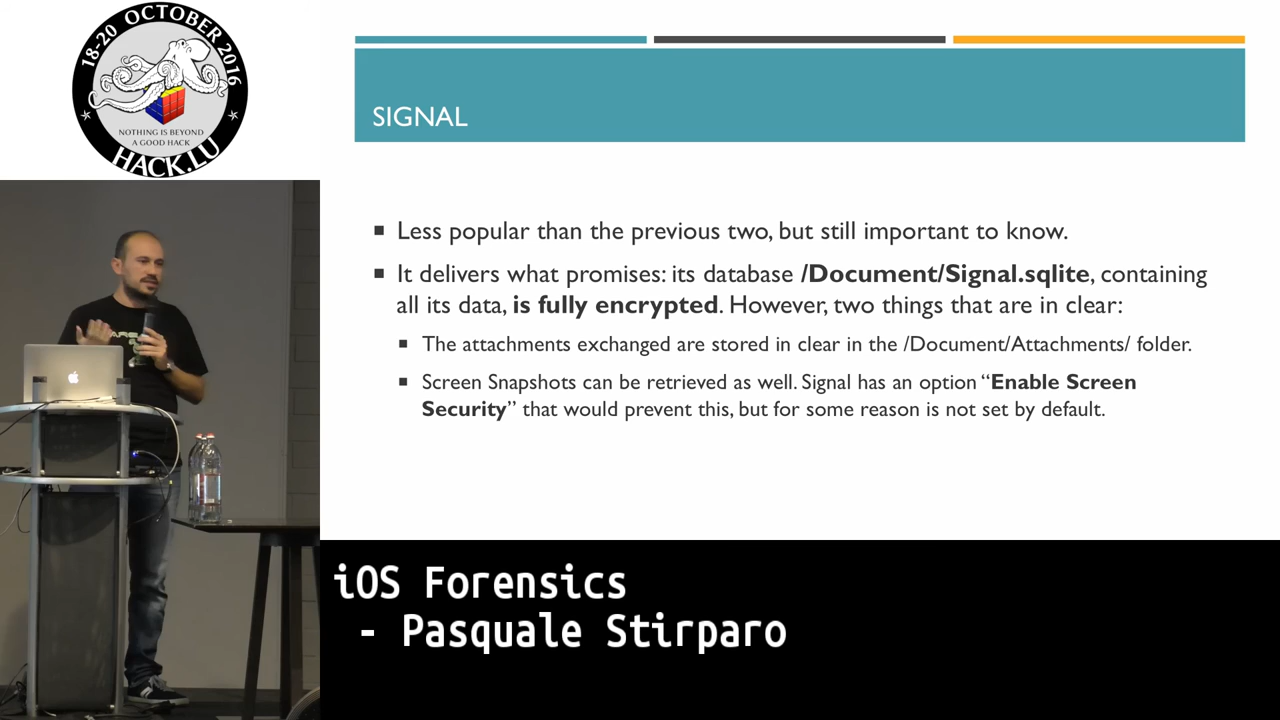 18-20 OCTOBER 2016
NOTHING IS BEYOND
A GOOD HACK
HACK.LU
SIGNAL
Less popular than the previous two, but still important to know.
It delivers what promises: its database /Document/Signal.sqlite, containing
all its data, is fully encrypted. However, two things that are in clear:
The attachments exchanged are stored in clear in the /Document/Attachments/ folder.
Screen Snapshots can be retrieved as well. Signal has an option “Enable Screen
Security” that would prevent this, but for some reason is not set by default.
iOS Forensics
- Pasquale Stirparo